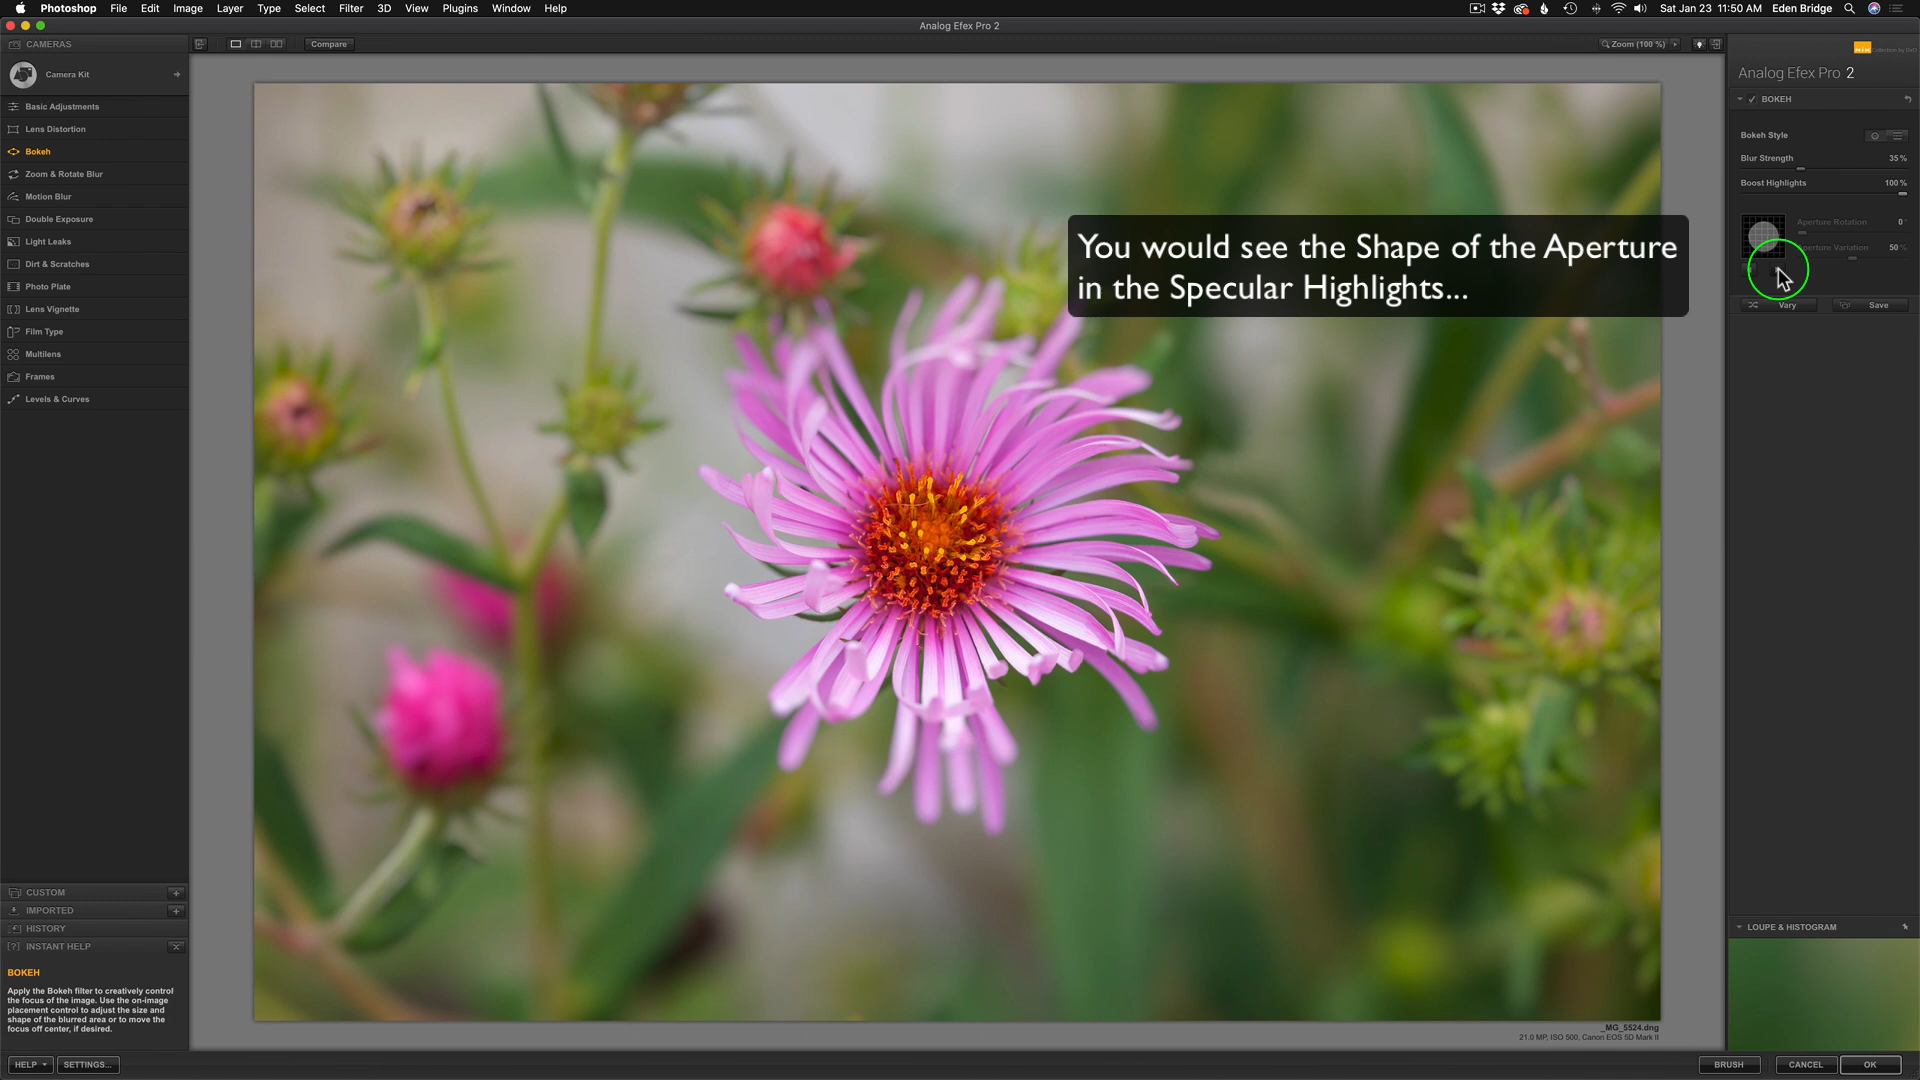 Photoshop File Edit Image Layer Type Select Filter 3D View Plugins Window Help
Sat Jan 23 11:50 AM Eden Bridge
Analog Efex Pro 2
CAMERAS
Compare
Zoom (100 %)
Camera Kit
Basic Adjustments
Lens Distortion
Bokeh
Zoom & Rotate Blur
Motion Blur
Double Exposure
Light Leaks
Dirt & Scratches
Photo Plate
Lens Vignette
Film Type
Multilens
Frames
Levels & Curves
You would see the Shape of the Aperture
in the Specular Highlights...
Collection by DxO
Analog Efex Pro 2
BOKEH
Bokeh Style
Blur Strength 35 %
Boost Highlights 100 %
Aperture Rotation 0 °
Aperture Variation 50 %
Vary Save
CUSTOM
IMPORTED
HISTORY
INSTANT HELP
BOKEH
Apply the Bokeh filter to creatively control
the focus of the image. Use the on-image
placement control to adjust the size and
shape of the blurred area or to move the
focus off center, if desired.
LOUPE & HISTOGRAM
_MG_5524.dng
21.0 MP, ISO 500, Canon EOS 5D Mark II
HELP SETTINGS...
BRUSH CANCEL OK